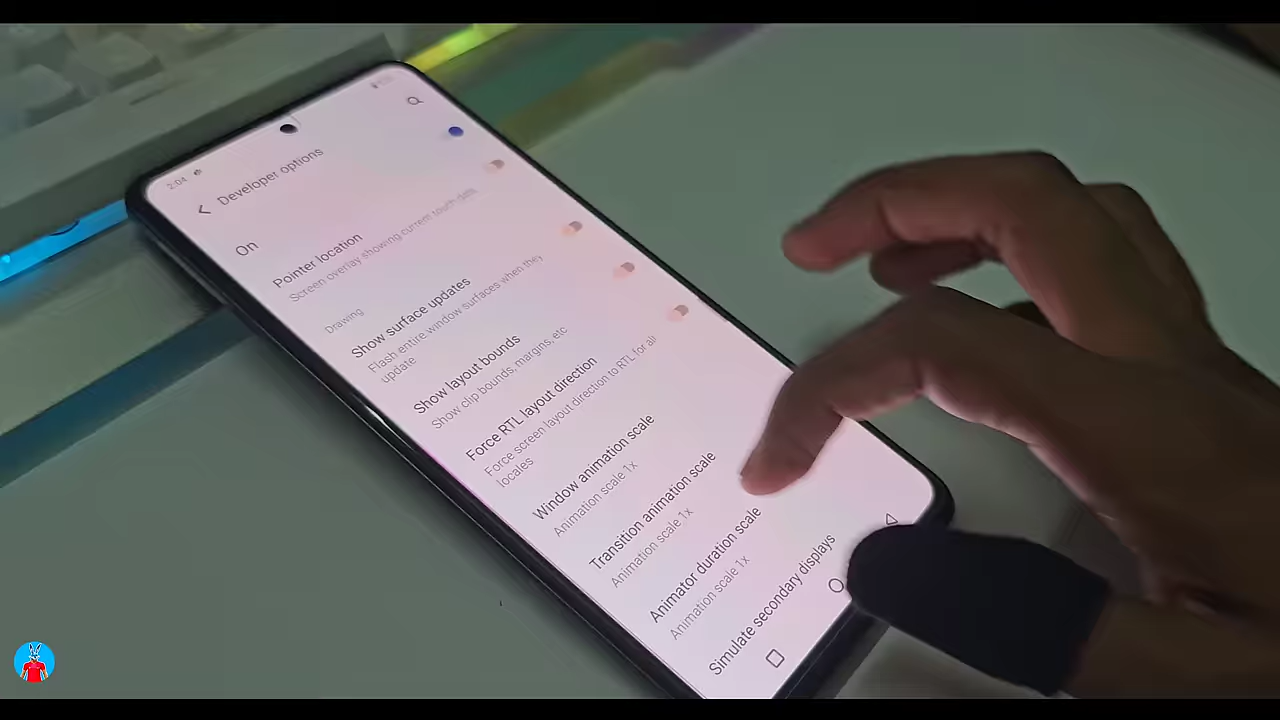 2:04
Developer options
On
Pointer location
Screen overlay showing current touch data
Drawing
Show surface updates
Flash entire window surfaces when they
update
Show layout bounds
Show clip bounds, margins, etc
Force RTL layout direction
Force screen layout direction to RTL for all
locales
Window animation scale
Animation scale 1x
Transition animation scale
Animation scale 1x
Animator duration scale
Animation scale 1x
Simulate secondary displays